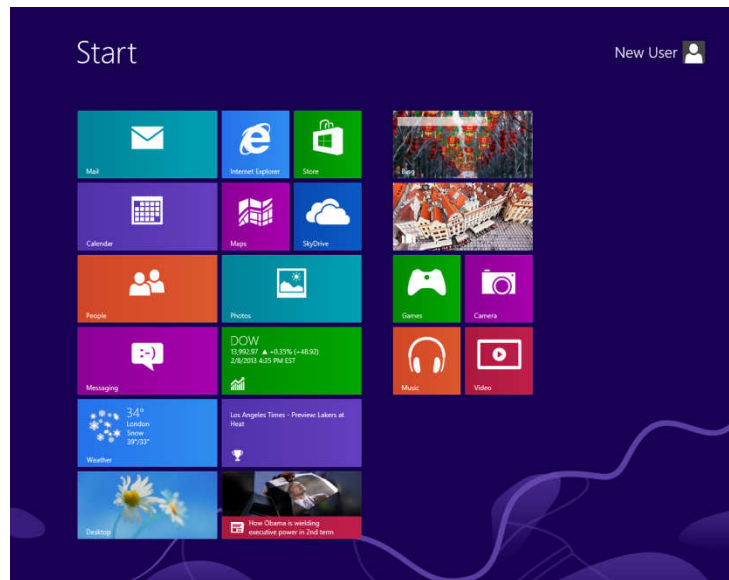 Start
New User
Mail
Internet Explorer
Store
Bing
Calendar
Maps
SkyDrive
People
Photos
Games
Camera
Messaging
:-)
DOW
13,992.97 ▲ +0.35% (+48.92)
2/8/2013 4:35 PM EST
Music
Video
34°
London
Snow
39°/33°
Weather
Los Angeles Times - Preview: Lakers at
Heat
Desktop
How Obama is wielding
executive power in 2nd term